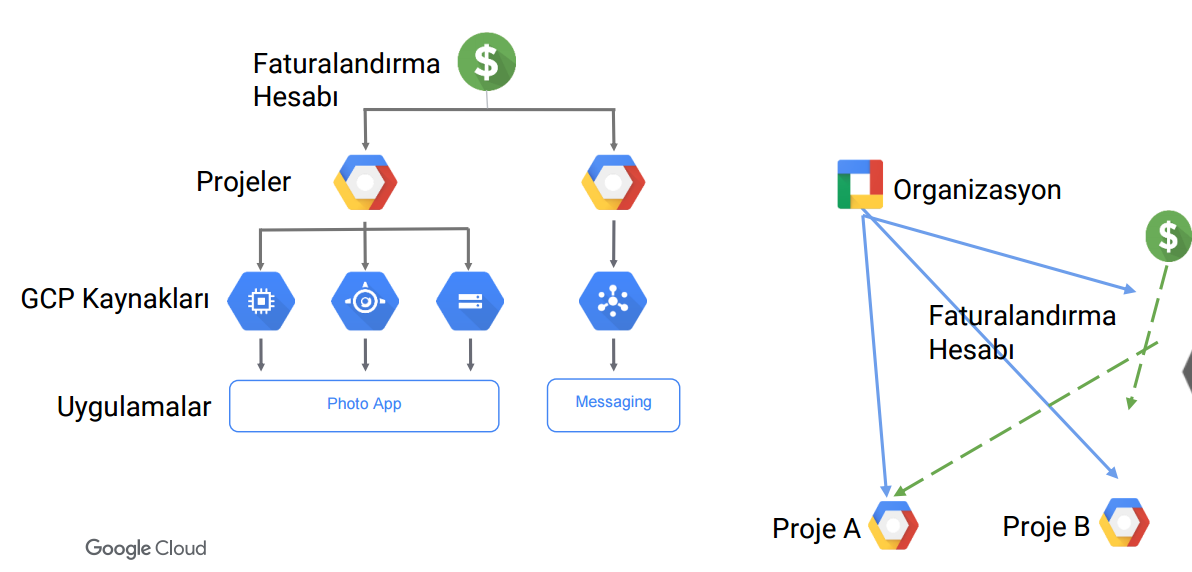 Faturalandırma
Hesabı
$
Projeler
GCP Kaynakları
Uygulamalar
Photo App
Messaging
Google Cloud
Organizasyon
$
Faturalandırma
Hesabı
Proje A
Proje B